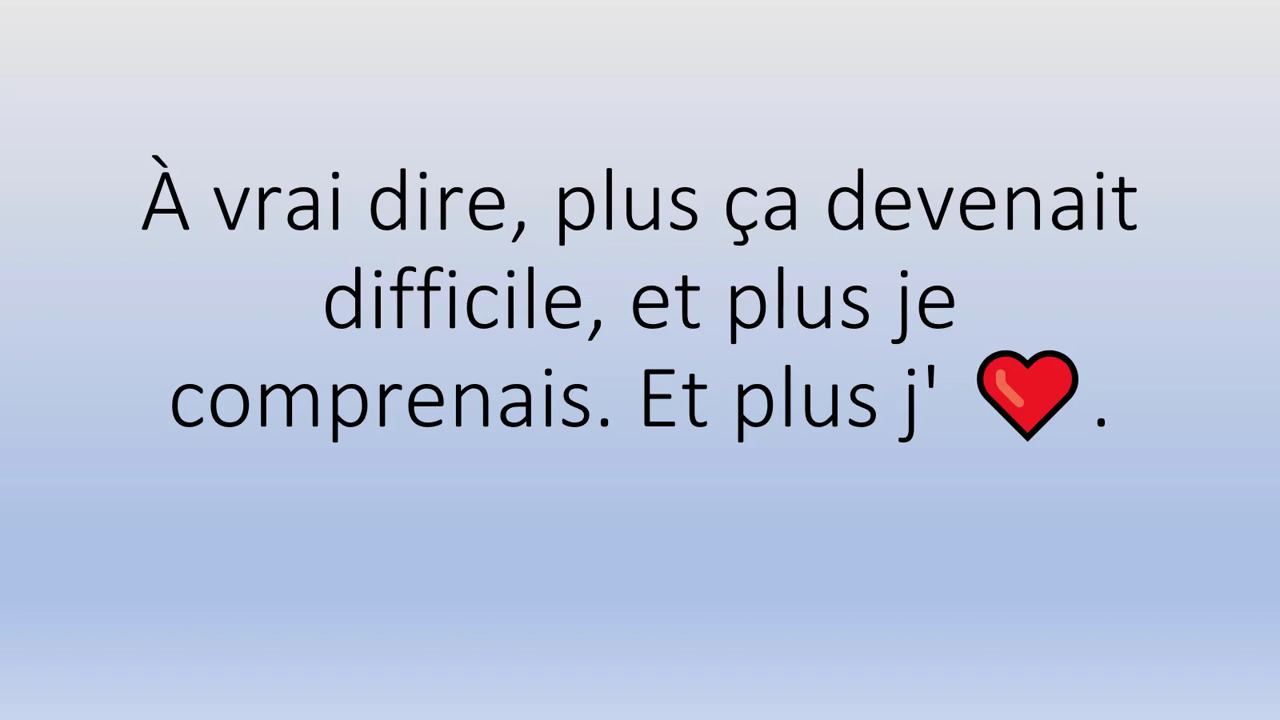 À vrai dire, plus ça devenait
difficile, et plus je
comprenais. Et plus j' ❤️.